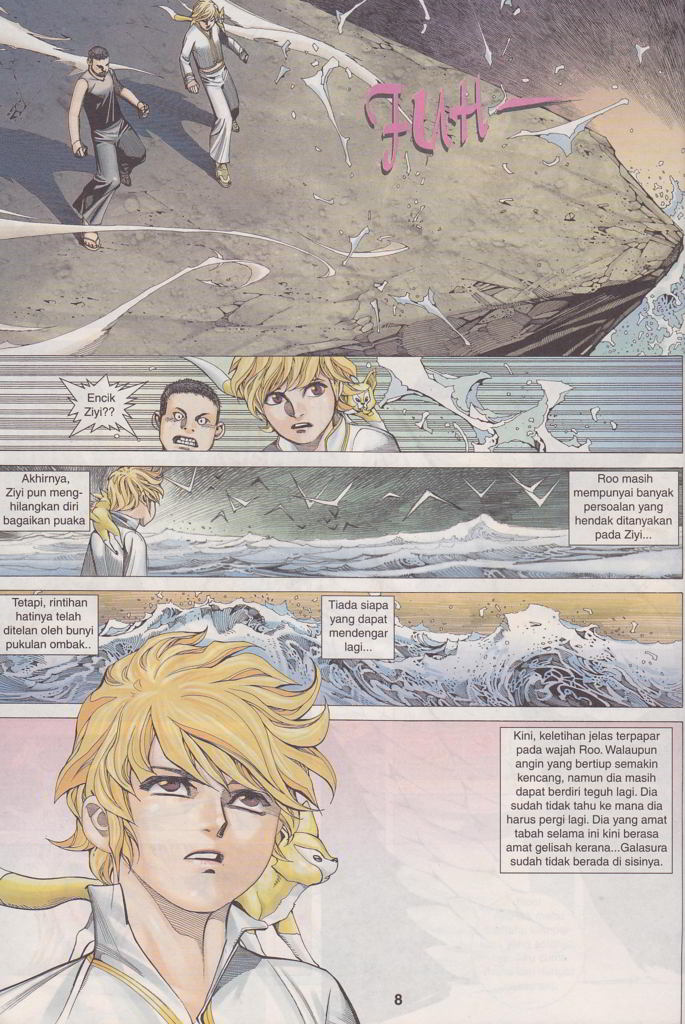 FUH
Encik
Ziyi??
Akhirnya,
Ziyi pun meng-
hilangkan diri
bagaikan puaka
Roo masih
mempunyai banyak
persoalan yang
hendak ditanyakan
pada Ziyi...
Tetapi, rintihan
hatinya telah
ditelan oleh bunyi
pukulan ombak..
Tiada siapa
yang dapat
mendengar
lagi...
Kini, keletihan jelas terpapar
pada wajah Roo. Walaupun
angin yang bertiup semakin
kencang, namun dia masih
dapat berdiri teguh lagi. Dia
sudah tidak tahu ke mana dia
harus pergi lagi. Dia yang amat
tabah selama ini kini berasa
amat gelisah kerana...Galasura
sudah tidak berada di sisinya.
8